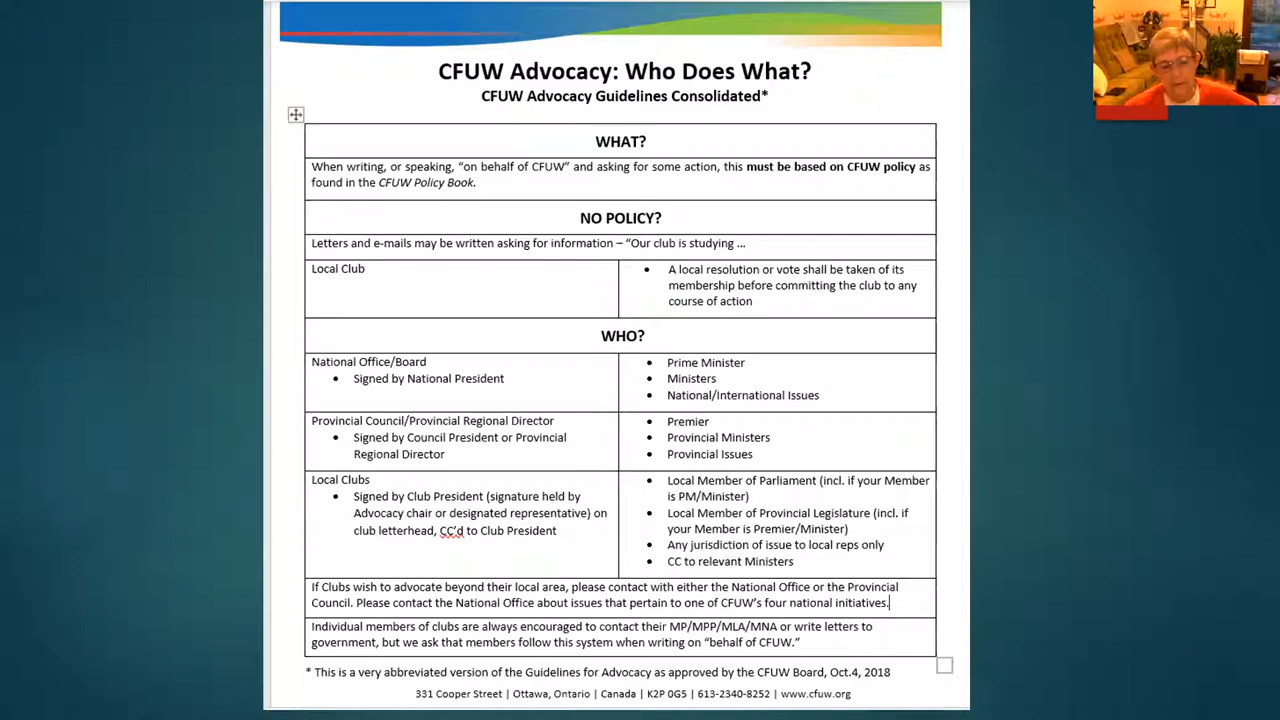 CFUW Advocacy: Who Does What?
CFUW Advocacy Guidelines Consolidated*
WHAT?
When writing, or speaking, “on behalf of CFUW” and asking for some action, this must be based on CFUW policy as
found in the CFUW Policy Book.
NO POLICY?
Letters and e-mails may be written asking for information – “Our club is studying …
Local Club
• A local resolution or vote shall be taken of its
membership before committing the club to any
course of action
WHO?
National Office/Board
• Signed by National President
• Prime Minister
• Ministers
• National/International Issues
Provincial Council/Provincial Regional Director
• Signed by Council President or Provincial
Regional Director
• Premier
• Provincial Ministers
• Provincial Issues
Local Clubs
• Signed by Club President (signature held by
Advocacy chair or designated representative) on
club letterhead, CC’d to Club President
• Local Member of Parliament (incl. if your Member
is PM/Minister)
• Local Member of Provincial Legislature (incl. if
your Member is Premier/Minister)
• Any jurisdiction of issue to local reps only
• CC to relevant Ministers
If Clubs wish to advocate beyond their local area, please contact with either the National Office or the Provincial
Council. Please contact the National Office about issues that pertain to one of CFUW’s four national initiatives.
Individual members of clubs are always encouraged to contact their MP/MPP/MLA/MNA or write letters to
government, but we ask that members follow this system when writing on “behalf of CFUW.”
* This is a very abbreviated version of the Guidelines for Advocacy as approved by the CFUW Board, Oct.4, 2018
331 Cooper Street | Ottawa, Ontario | Canada | K2P 0G5 | 613-2340-8252 | www.cfuw.org